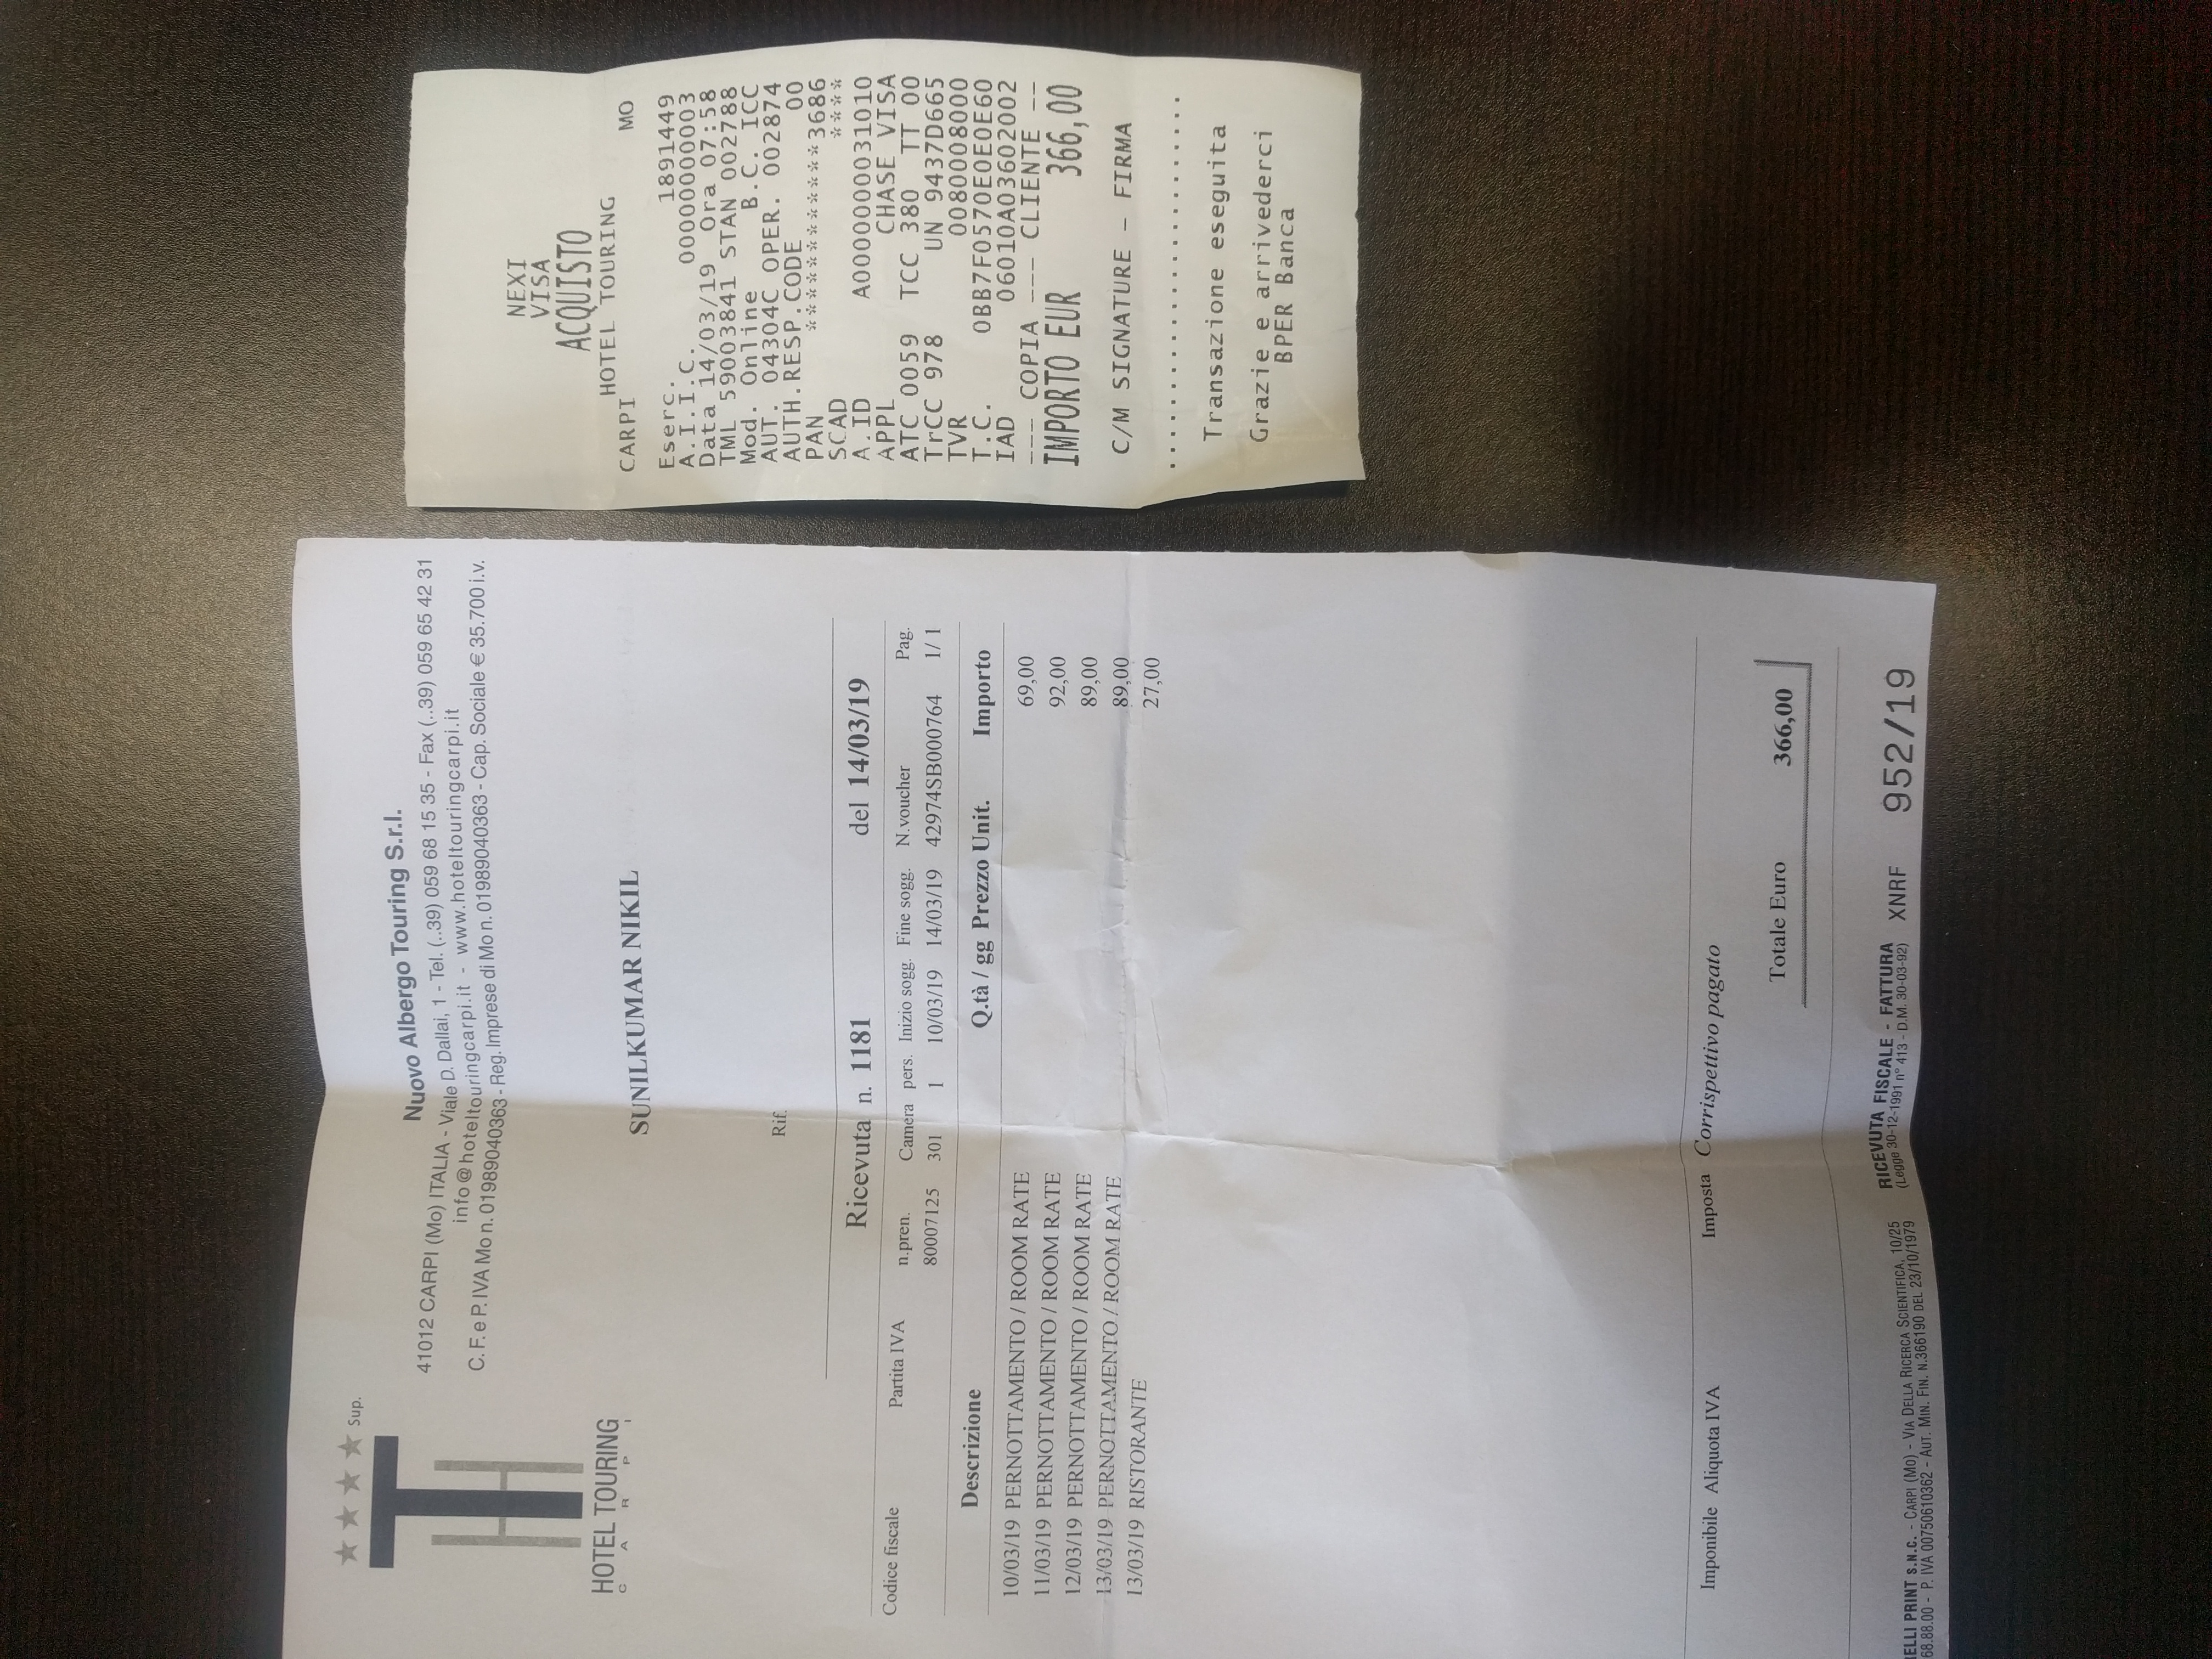 ★★★★ Sup.
HOTEL TOURING
C A R P I
Nuovo Albergo Touring S.r.l.
41012 CARPI (Mo) ITALIA - Viale D. Dallai, 1 - Tel. (..39) 059 68 15 35 - Fax (..39) 059 65 42 31
info@hoteltouringcarpi.it - www.hoteltouringcarpi.it
C. F. e P. IVA Mo n. 01989040363 - Reg. Imprese di Mo n. 01989040363 - Cap. Sociale € 35.700 i.v.
SUNILKUMAR NIKIL
Rif.
Ricevuta n. 1181 del 14/03/19
Codice fiscale Partita IVA n.pren. Camera pers. Inizio sogg. Fine sogg. N.voucher Pag.
80007125 301 1 10/03/19 14/03/19 42974SB000764 1/ 1
Descrizione Q.tà / gg Prezzo Unit. Importo
10/03/19 PERNOTTAMENTO / ROOM RATE 69,00
11/03/19 PERNOTTAMENTO / ROOM RATE 92,00
12/03/19 PERNOTTAMENTO / ROOM RATE 89,00
13/03/19 PERNOTTAMENTO / ROOM RATE 89,00
13/03/19 RISTORANTE 27,00
Imponibile Aliquota IVA Imposta Corrispettivo pagato
Totale Euro 366,00
ELLI PRINT S.N.C. - CARPI (MO) - VIA DELLA RICERCA SCIENTIFICA, 10/25
68.88.00 - P. IVA 00750610362 - AUT. MIN. FIN. N.366190 DEL 23/10/1979
RICEVUTA FISCALE - FATTURA
(Legge 30-12-1991 n° 413 - D.M. 30-03-92)
XNRF 952/19
NEXI
VISA
ACQUISTO
HOTEL TOURING
CARPI MO
Eserc. 1891449
A.I.I.C. 00000000003
Data 14/03/19 Ora 07:58
TML 59003841 STAN 002788
Mod. Online B.C. ICC
AUT. 04304C OPER. 002874
AUTH.RESP.CODE 00
PAN ************3686
SCAD ****
A.ID A0000000031010
APPL CHASE VISA
ATC 0059 TCC 380 TT 00
TrCC 978 UN 9437D665
TVR 0080008000
T.C. 0BB7F0570E0E0E60
IAD 06010A03602002
--- COPIA --- CLIENTE ---
IMPORTO EUR 366,00
C/M SIGNATURE - FIRMA
........................
Transazione eseguita
Grazie e arrivederci
BPER Banca